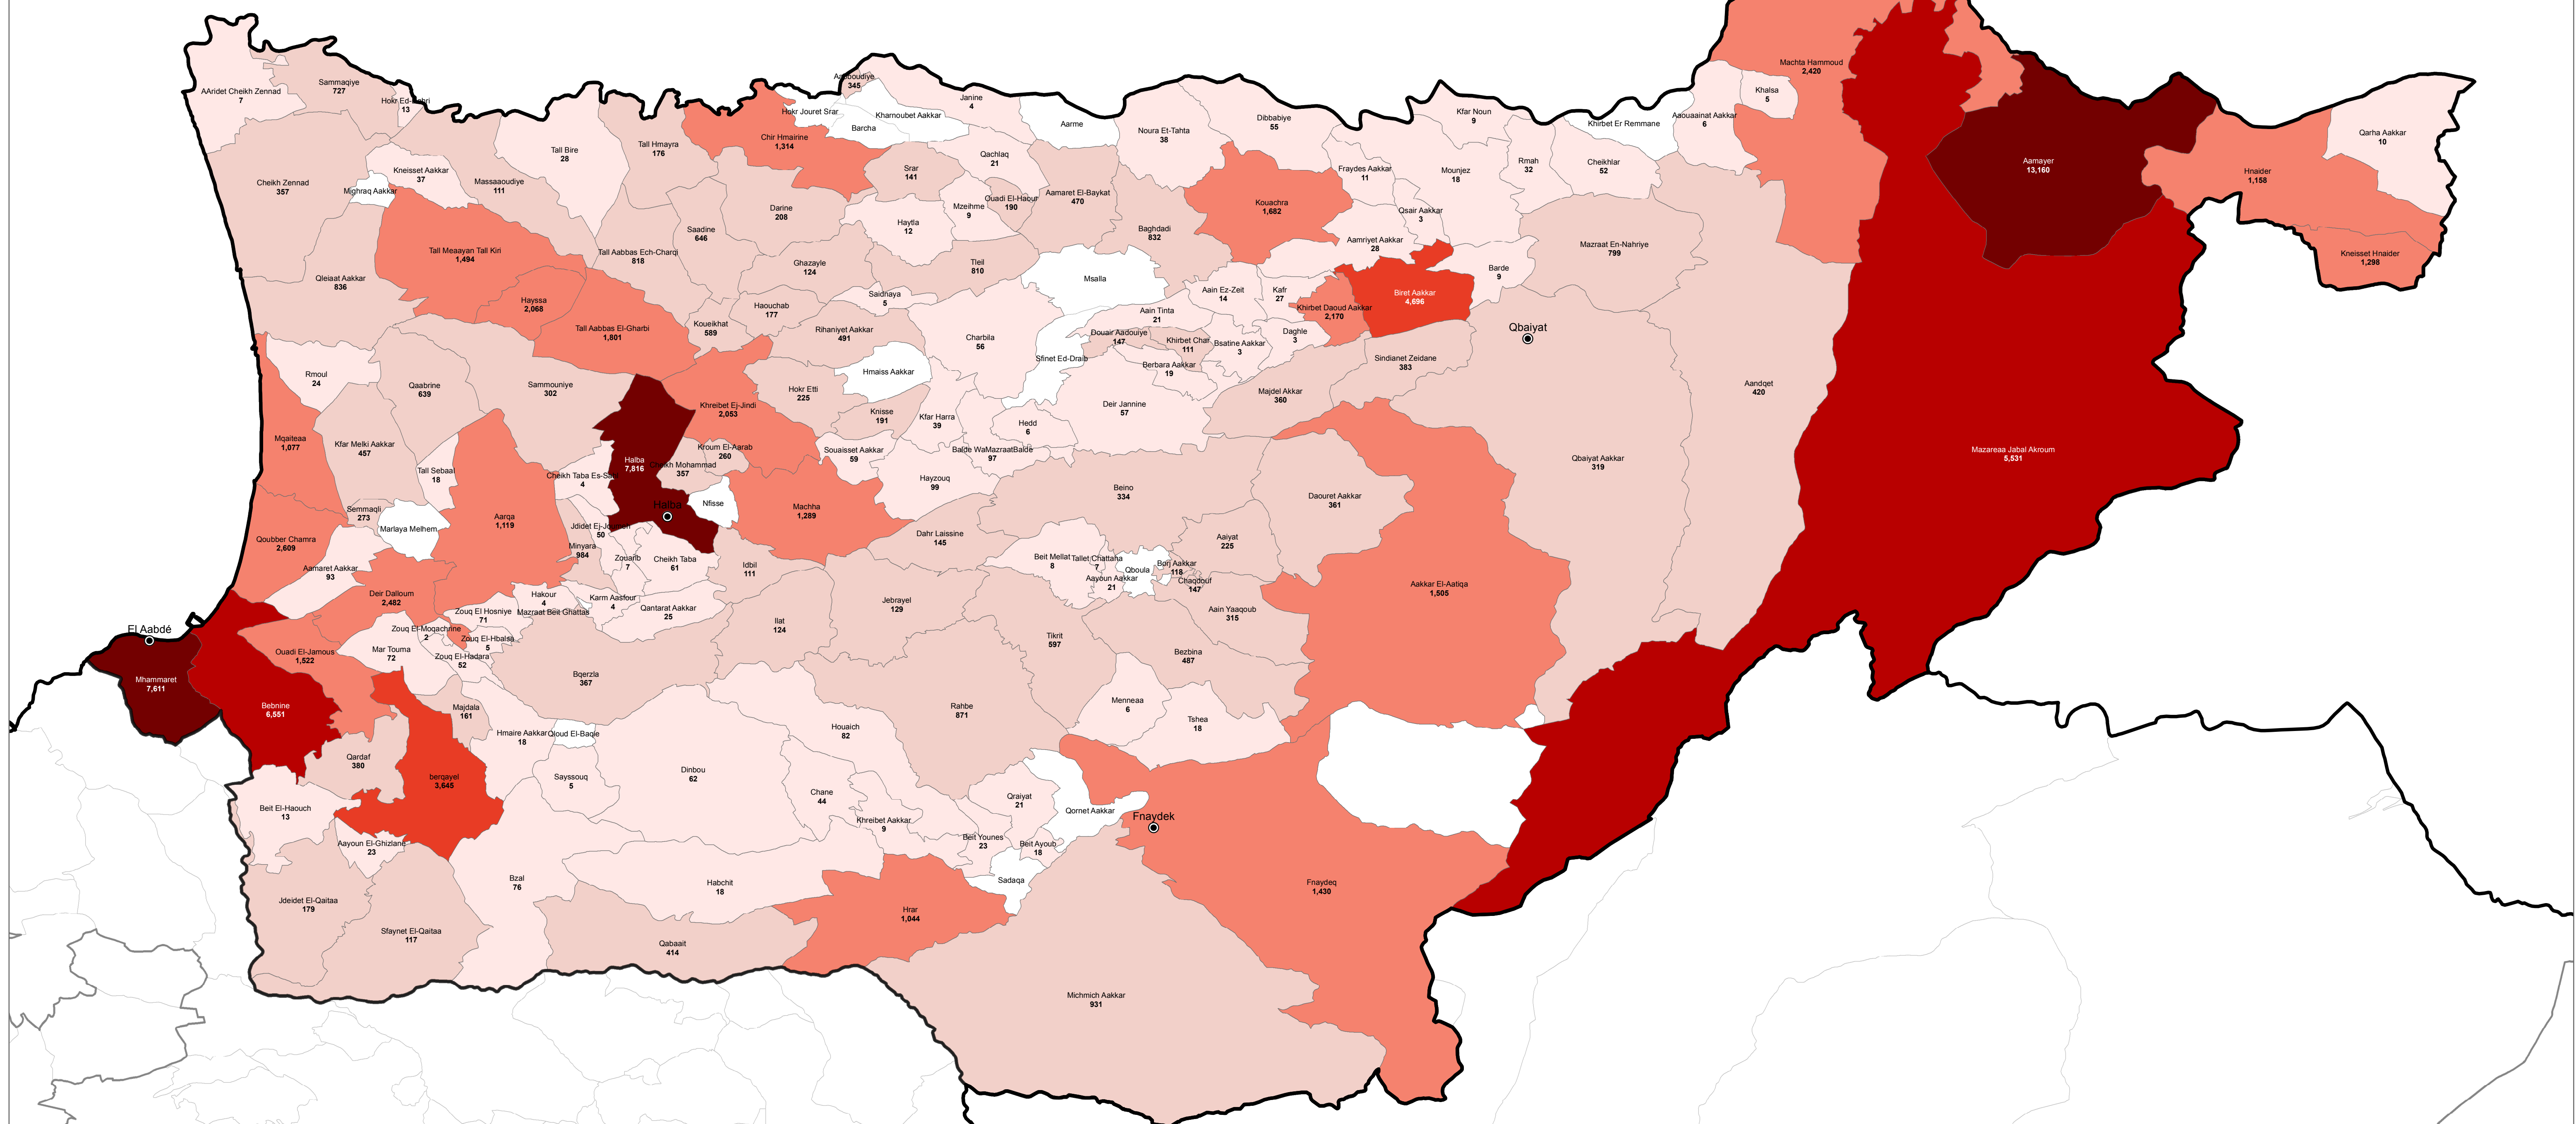 AAridet Cheikh Zennad
7
Sammaqiye
727
Hokr Ed-Dahri
13
Cheikh Zennad
357
Mighraq Aakkar
Kneisset Aakkar
37
Massaaoudiye
111
Tall Bire
28
Tall Hmayra
176
Chir Hmairine
1,314
Hokr Jouret Srar
345
Barcha
Kharnoubet Aakkar
Janine
4
Aarme
Noura Et-Tahta
38
Dibbabiye
55
Kfar Noun
9
Khirbet Er Remmane
Aaouaainat Aakkar
6
Khalsa
5
Machta Hammoud
2,420
Aamayer
13,160
Hnaider
1,158
Qarha Aakkar
10
Kneisset Hnaider
1,298
Srar
141
Qachlaq
21
Mzeihme
9
Ouadi El-Haour
190
Aamaret El-Baykat
470
Haytla
12
Darine
208
Saadine
646
Baghdadi
832
Kouachra
1,682
Fraydes Aakkar
11
Mounjez
18
Rmah
32
Cheikhlar
52
Qsair Aakkar
3
Aamriyet Aakkar
28
Barde
9
Mazraat En-Nahriye
799
Tall Meaayan Tall Kiri
1,494
Tall Aabbas Ech-Charqi
818
Qleiaat Aakkar
836
Hayssa
2,068
Tall Aabbas El-Gharbi
1,801
Koueikhat
589
Ghazayle
124
Haouchab
177
Saidnaya
5
Tleil
810
Msalla
Rihaniyet Aakkar
491
Charbila
56
Aain Ez-Zeit
14
Kafr
27
Khirbet Daoud Aakkar
2,170
Biret Aakkar
4,696
Qbaiyat
Aain Tinta
21
Douair Aadouiye
147
Khirbet Char
111
Bsatine Aakkar
3
Daghle
3
Sfinet Ed-Draib
Berbara Aakkar
19
Sindianet Zeidane
383
Majdel Akkar
360
Aandqet
420
Rmoul
24
Qaabrine
639
Sammouniye
302
Hmaiss Aakkar
Hokr Etti
225
Knisse
191
Khreibet Ej-Jindi
2,053
Kfar Harra
39
Hedd
6
Deir Jannine
57
Mqaiteaa
1,077
Kfar Melki Aakkar
457
Tall Sebaal
18
Halba
7,816
Kroum El-Aarab
260
Cheikh Mohammad
357
Cheikh Taba Es-Sahl
4
Souaisset Aakkar
59
Balde WaMazraatBalde
97
Hayzouq
99
Beino
334
Daouret Aakkar
361
Qbaiyat Aakkar
319
Mazareaa Jabal Akroum
5,531
Semmaqli
273
Marlaya Melhem
Aarqa
1,119
Halba
Nfisse
Machha
1,289
Qoubber Chamra
2,609
Aamaret Aakkar
93
Jdidet Ej-Joumeh
50
Minyara
984
Zouarib
7
Cheikh Taba
61
Idbil
111
Dahr Laissine
145
Beit Mellat
8
Tallet Chattaha
7
Aayoun Aakkar
21
Qboula
Borj Aakkar
118
Chaqdouf
147
Aaiyat
225
Aakkar El-Aatiqa
1,505
Deir Dalloum
2,482
Zouq El Hosniye
71
Hakour
4
Mazraat Beit Ghattas
Karm Aasfour
4
Qantarat Aakkar
25
Jebrayel
129
Aain Yaaqoub
315
El Aabdé
Zouq El-Moqachrine
2
Zouq El-Hbalsa
5
Zouq El-Hadara
52
Mar Touma
72
Ouadi El-Jamous
1,522
Ilat
124
Tikrit
597
Bezbina
487
Mhammaret
7,611
Bebnine
6,551
Bqerzla
367
Majdala
161
Hmaire Aakkar
18
Qloud El-Baqie
Houaich
82
Rahbe
871
Menneaa
6
Tshea
18
Qardaf
380
berqayel
3,645
Sayssouq
5
Dinbou
62
Chane
44
Qraiyat
21
Qornet Aakkar
Fnaydek
Beit El-Haouch
13
Khreibet Aakkar
9
Beit Younes
23
Beit Ayoub
18
Aayoun El-Ghizlane
23
Sadaqa
Bzal
76
Habchit
18
Fnaydeq
1,430
Jdeidet El-Qaitaa
179
Sfaynet El-Qaitaa
117
Qabaait
414
Hrar
1,044
Michmich Aakkar
931